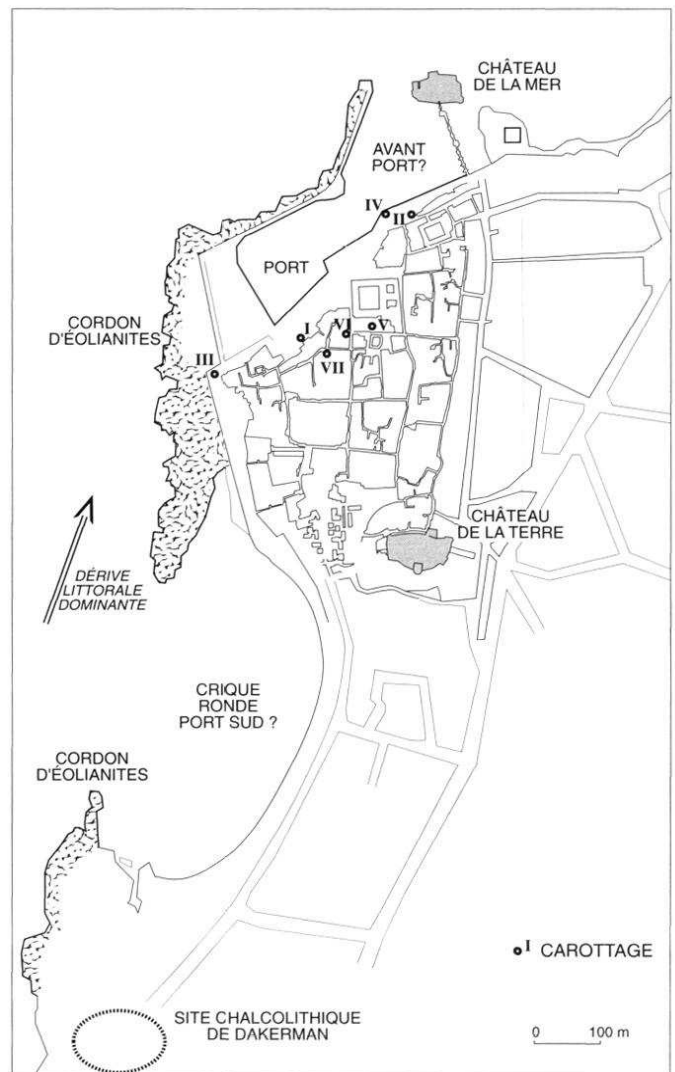 CHÂTEAU
DE LA MER
AVANT
PORT?
IV
II
PORT
CORDON
D'ÉOLIANITES
I
VI
V
III
VII
CHÂTEAU
DE LA TERRE
DÉRIVE
LITTORALE
DOMINANTE
CRIQUE
RONDE
PORT SUD ?
CORDON
D'ÉOLIANITES
I CAROTTAGE
SITE CHALCOLITHIQUE
DE DAKERMAN
0 100 m